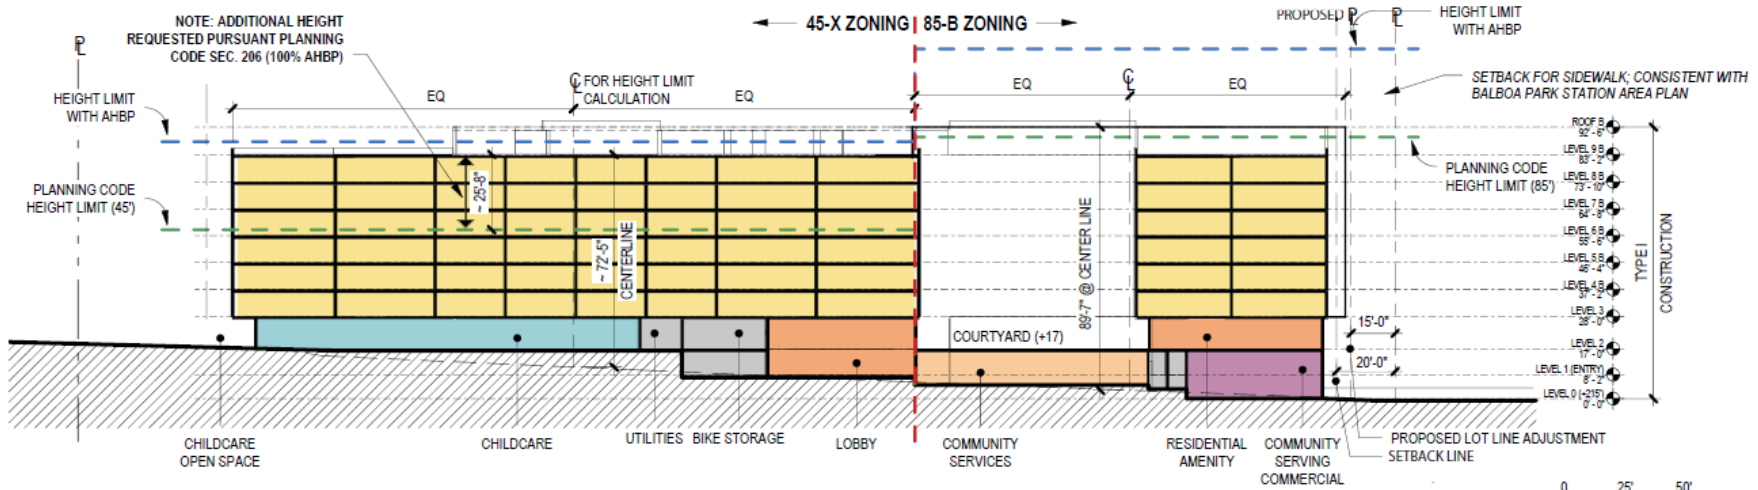 NOTE: ADDITIONAL HEIGHT
REQUESTED PURSUANT PLANNING
CODE SEC. 206 (100% AHBP)
45-X ZONING
85-B ZONING
PROPOSED PL
PL
HEIGHT LIMIT
WITH AHBP
SETBACK FOR SIDEWALK; CONSISTENT WITH
BALBOA PARK STATION AREA PLAN
PL
HEIGHT LIMIT
WITH AHBP
CL FOR HEIGHT LIMIT
CALCULATION
EQ
EQ
EQ
CL
EQ
PLANNING CODE
HEIGHT LIMIT (45')
~ 25'-8"
~ 72'-5"
CENTERLINE
89'-7" @ CENTER LINE
COURTYARD (+17)
PLANNING CODE
HEIGHT LIMIT (85')
ROOF B
92' - 6"
LEVEL 9 B
83' - 2"
LEVEL 8 B
73' - 10"
LEVEL 7 B
64' - 8"
LEVEL 6 B
55' - 6"
LEVEL 5 B
46' - 4"
LEVEL 4 B
37' - 2"
LEVEL 3
28' - 0"
LEVEL 2
17' - 0"
LEVEL 1 (ENTRY)
8' - 2"
LEVEL 0 (+215')
0' - 0"
TYPE I
CONSTRUCTION
15'-0"
20'-0"
CHILDCARE
OPEN SPACE
CHILDCARE
UTILITIES
BIKE STORAGE
LOBBY
COMMUNITY
SERVICES
RESIDENTIAL
AMENITY
COMMUNITY
SERVING
COMMERCIAL
PROPOSED LOT LINE ADJUSTMENT
SETBACK LINE
0 25' 50'